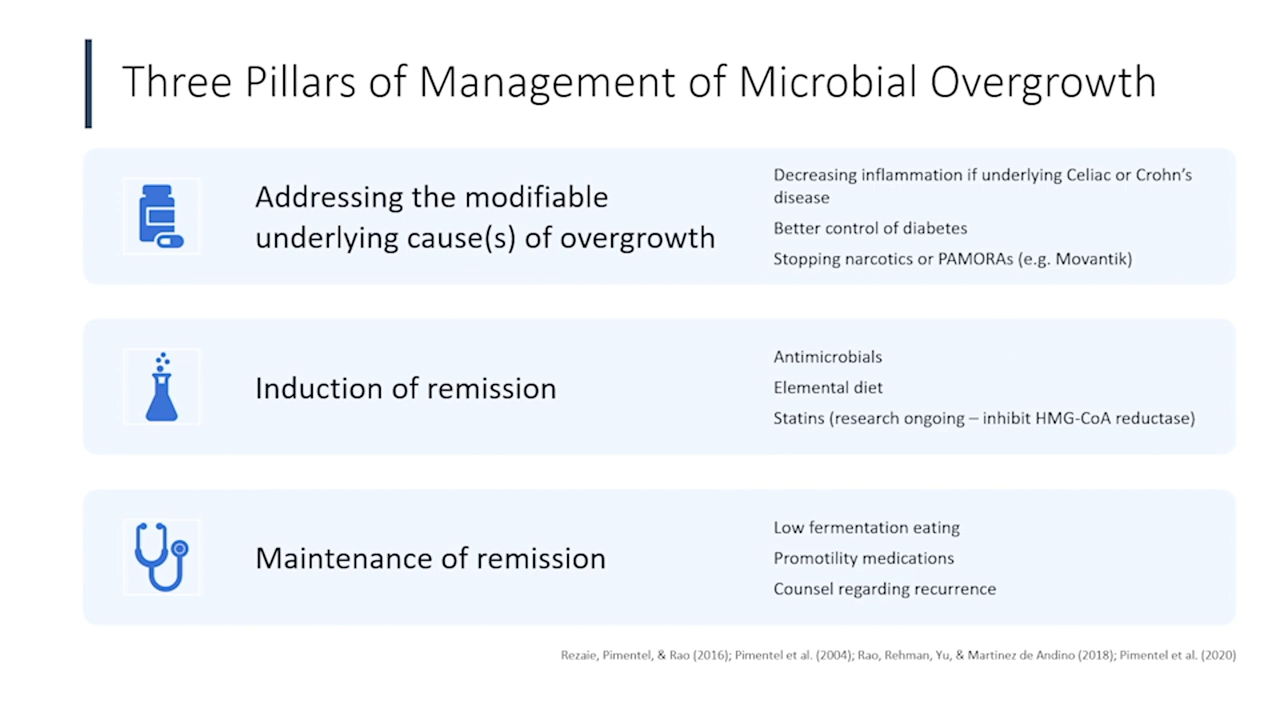 Three Pillars of Management of Microbial Overgrowth
Addressing the modifiable
underlying cause(s) of overgrowth
Decreasing inflammation if underlying Celiac or Crohn's
disease
Better control of diabetes
Stopping narcotics or PAMORAs (e.g. Movantik)
Induction of remission
Antimicrobials
Elemental diet
Statins (research ongoing – inhibit HMG-CoA reductase)
Maintenance of remission
Low fermentation eating
Promotility medications
Counsel regarding recurrence
Rezaie, Pimentel, & Rao (2016); Pimentel et al. (2004); Rao, Rehman, Yu, & Martinez de Andino (2018); Pimentel et al. (2020)